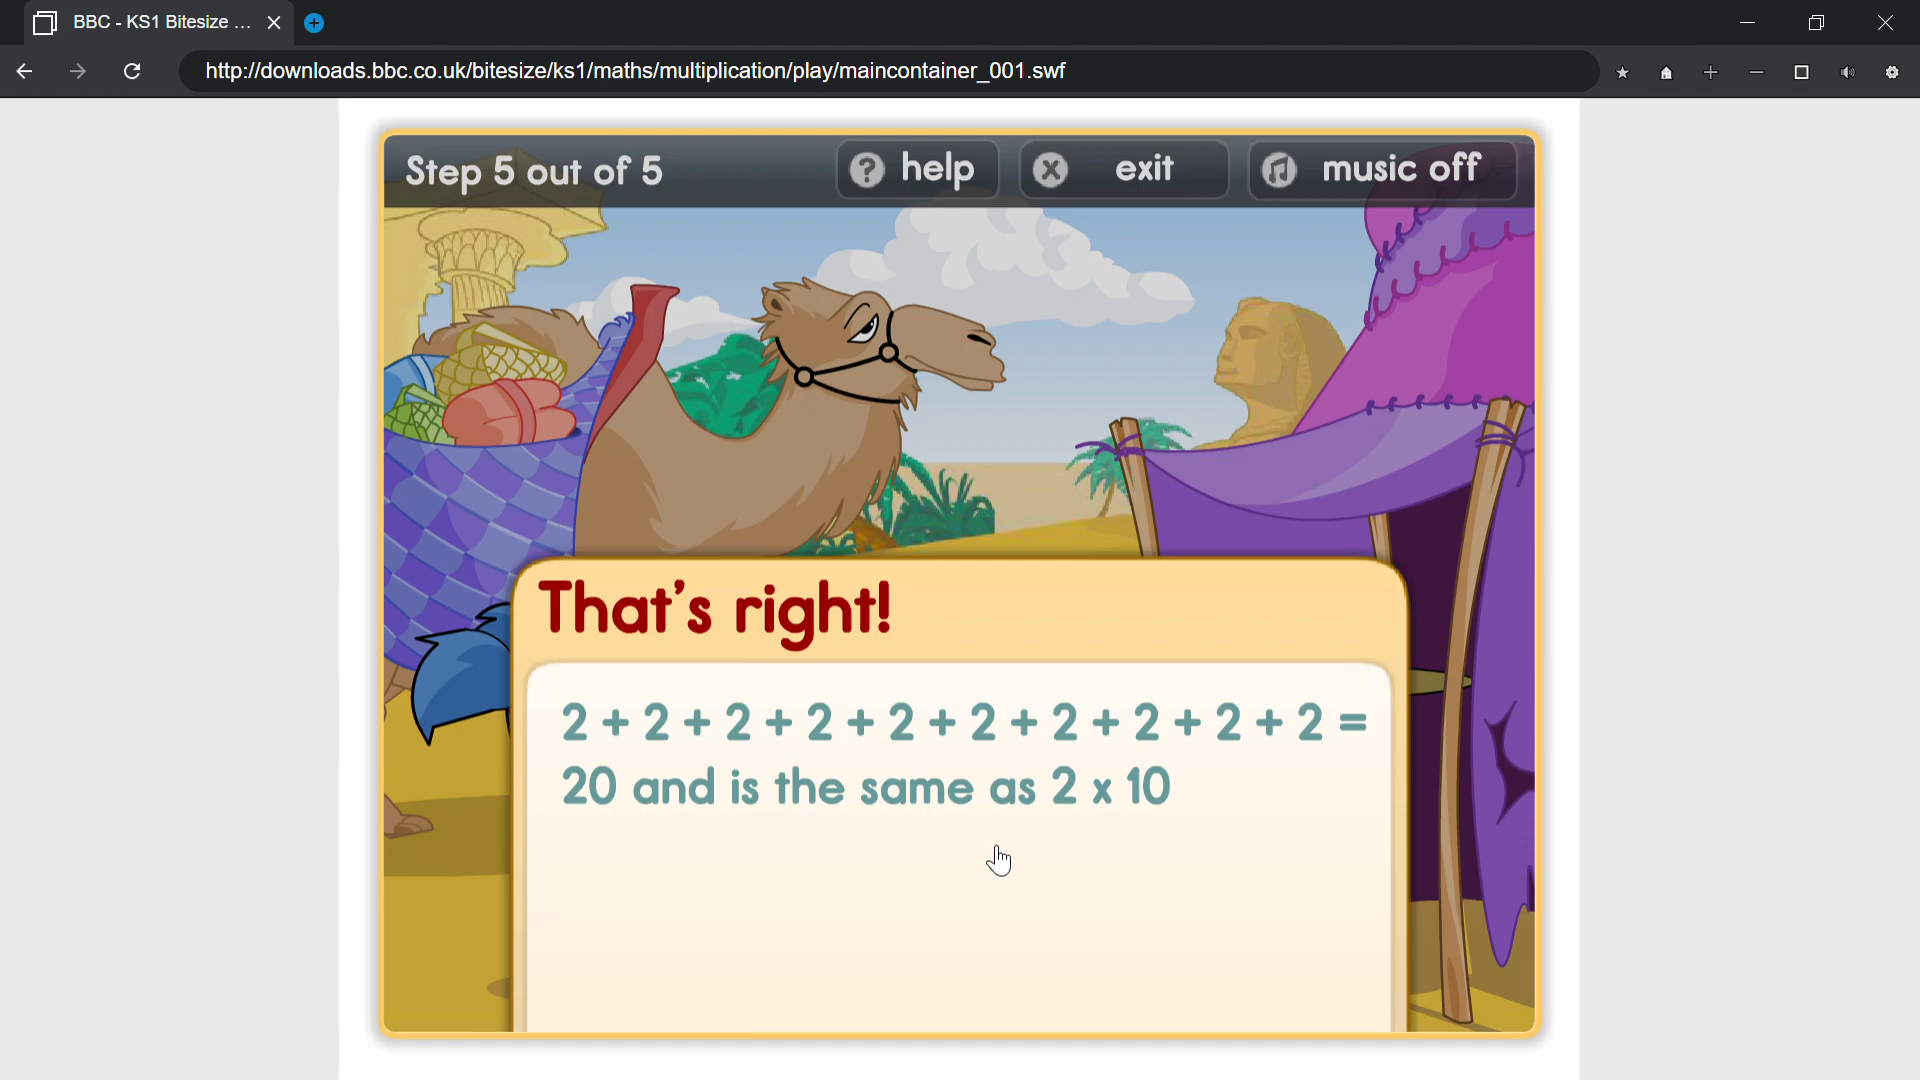 BBC - KS1 Bitesize ...
http://downloads.bbc.co.uk/bitesize/ks1/maths/multiplication/play/maincontainer_001.swf
Step 5 out of 5
? help
x exit
music off
That's right!
2 + 2 + 2 + 2 + 2 + 2 + 2 + 2 + 2 + 2 =
20 and is the same as 2 x 10